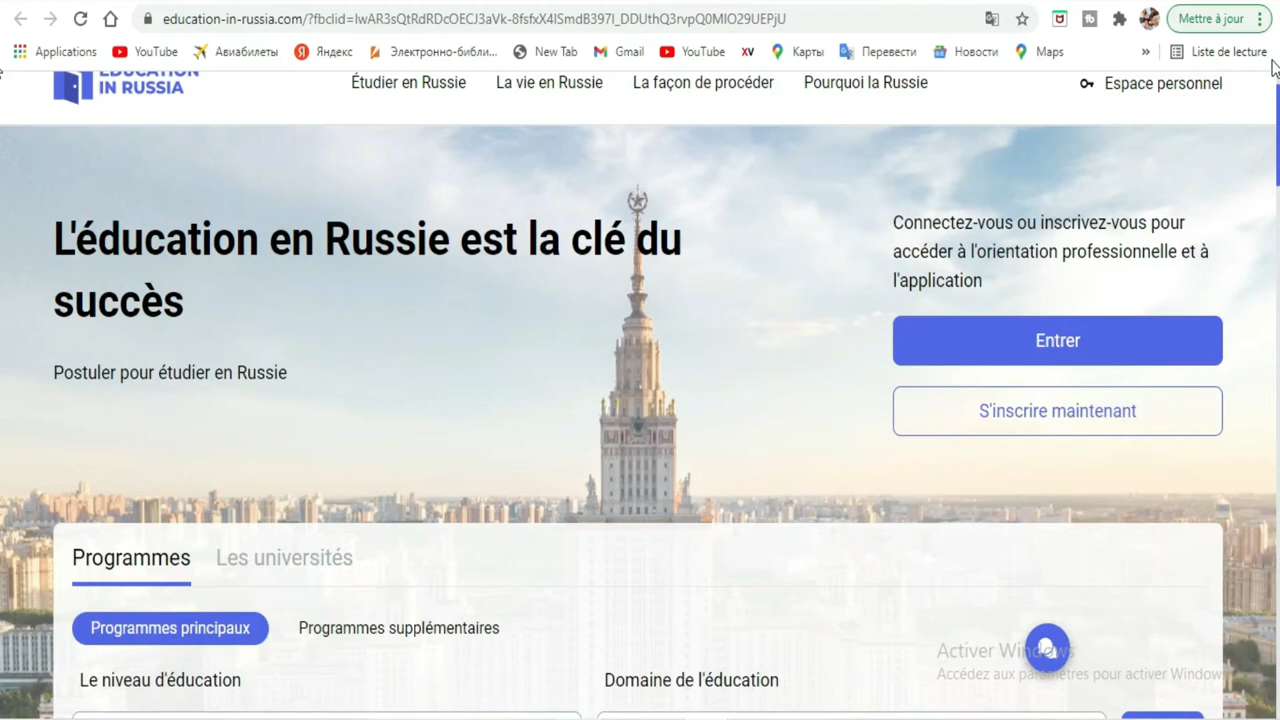 education-in-russia.com/?fbclid=IwAR3sQtRdRDcOECJ3aVk-8fsfxX4ISmdB397I_DDUthQ3rvpQ0MIO29UEPjU
Mettre à jour
Applications YouTube Авиабилеты Яндекс Электронно-библи... New Tab Gmail YouTube XV Карты Перевести Новости Maps » Liste de lecture
EDUCATION
IN RUSSIA
Étudier en Russie La vie en Russie La façon de procéder Pourquoi la Russie Espace personnel
L'éducation en Russie est la clé du
succès
Postuler pour étudier en Russie
Connectez-vous ou inscrivez-vous pour
accéder à l'orientation professionnelle et à
l'application
Entrer
S'inscrire maintenant
Programmes Les universités
Programmes principaux Programmes supplémentaires
Le niveau d'éducation Domaine de l'éducation
Activer Windows
Accédez aux paramètres pour activer Window